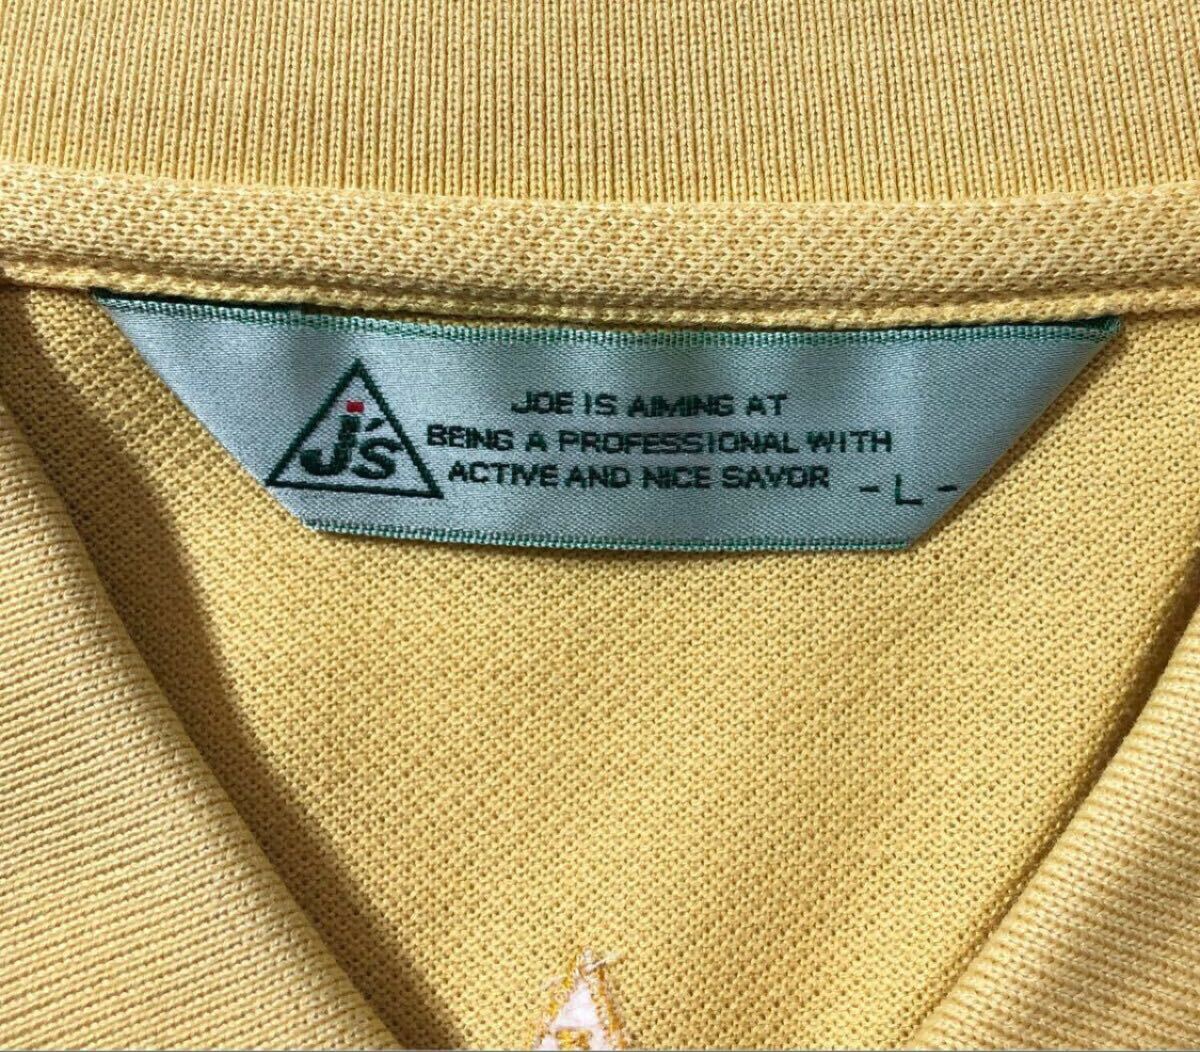 J's
JOE IS AIMING AT
BEING A PROFESSIONAL WITH
ACTIVE AND NICE SAVOR
- L -